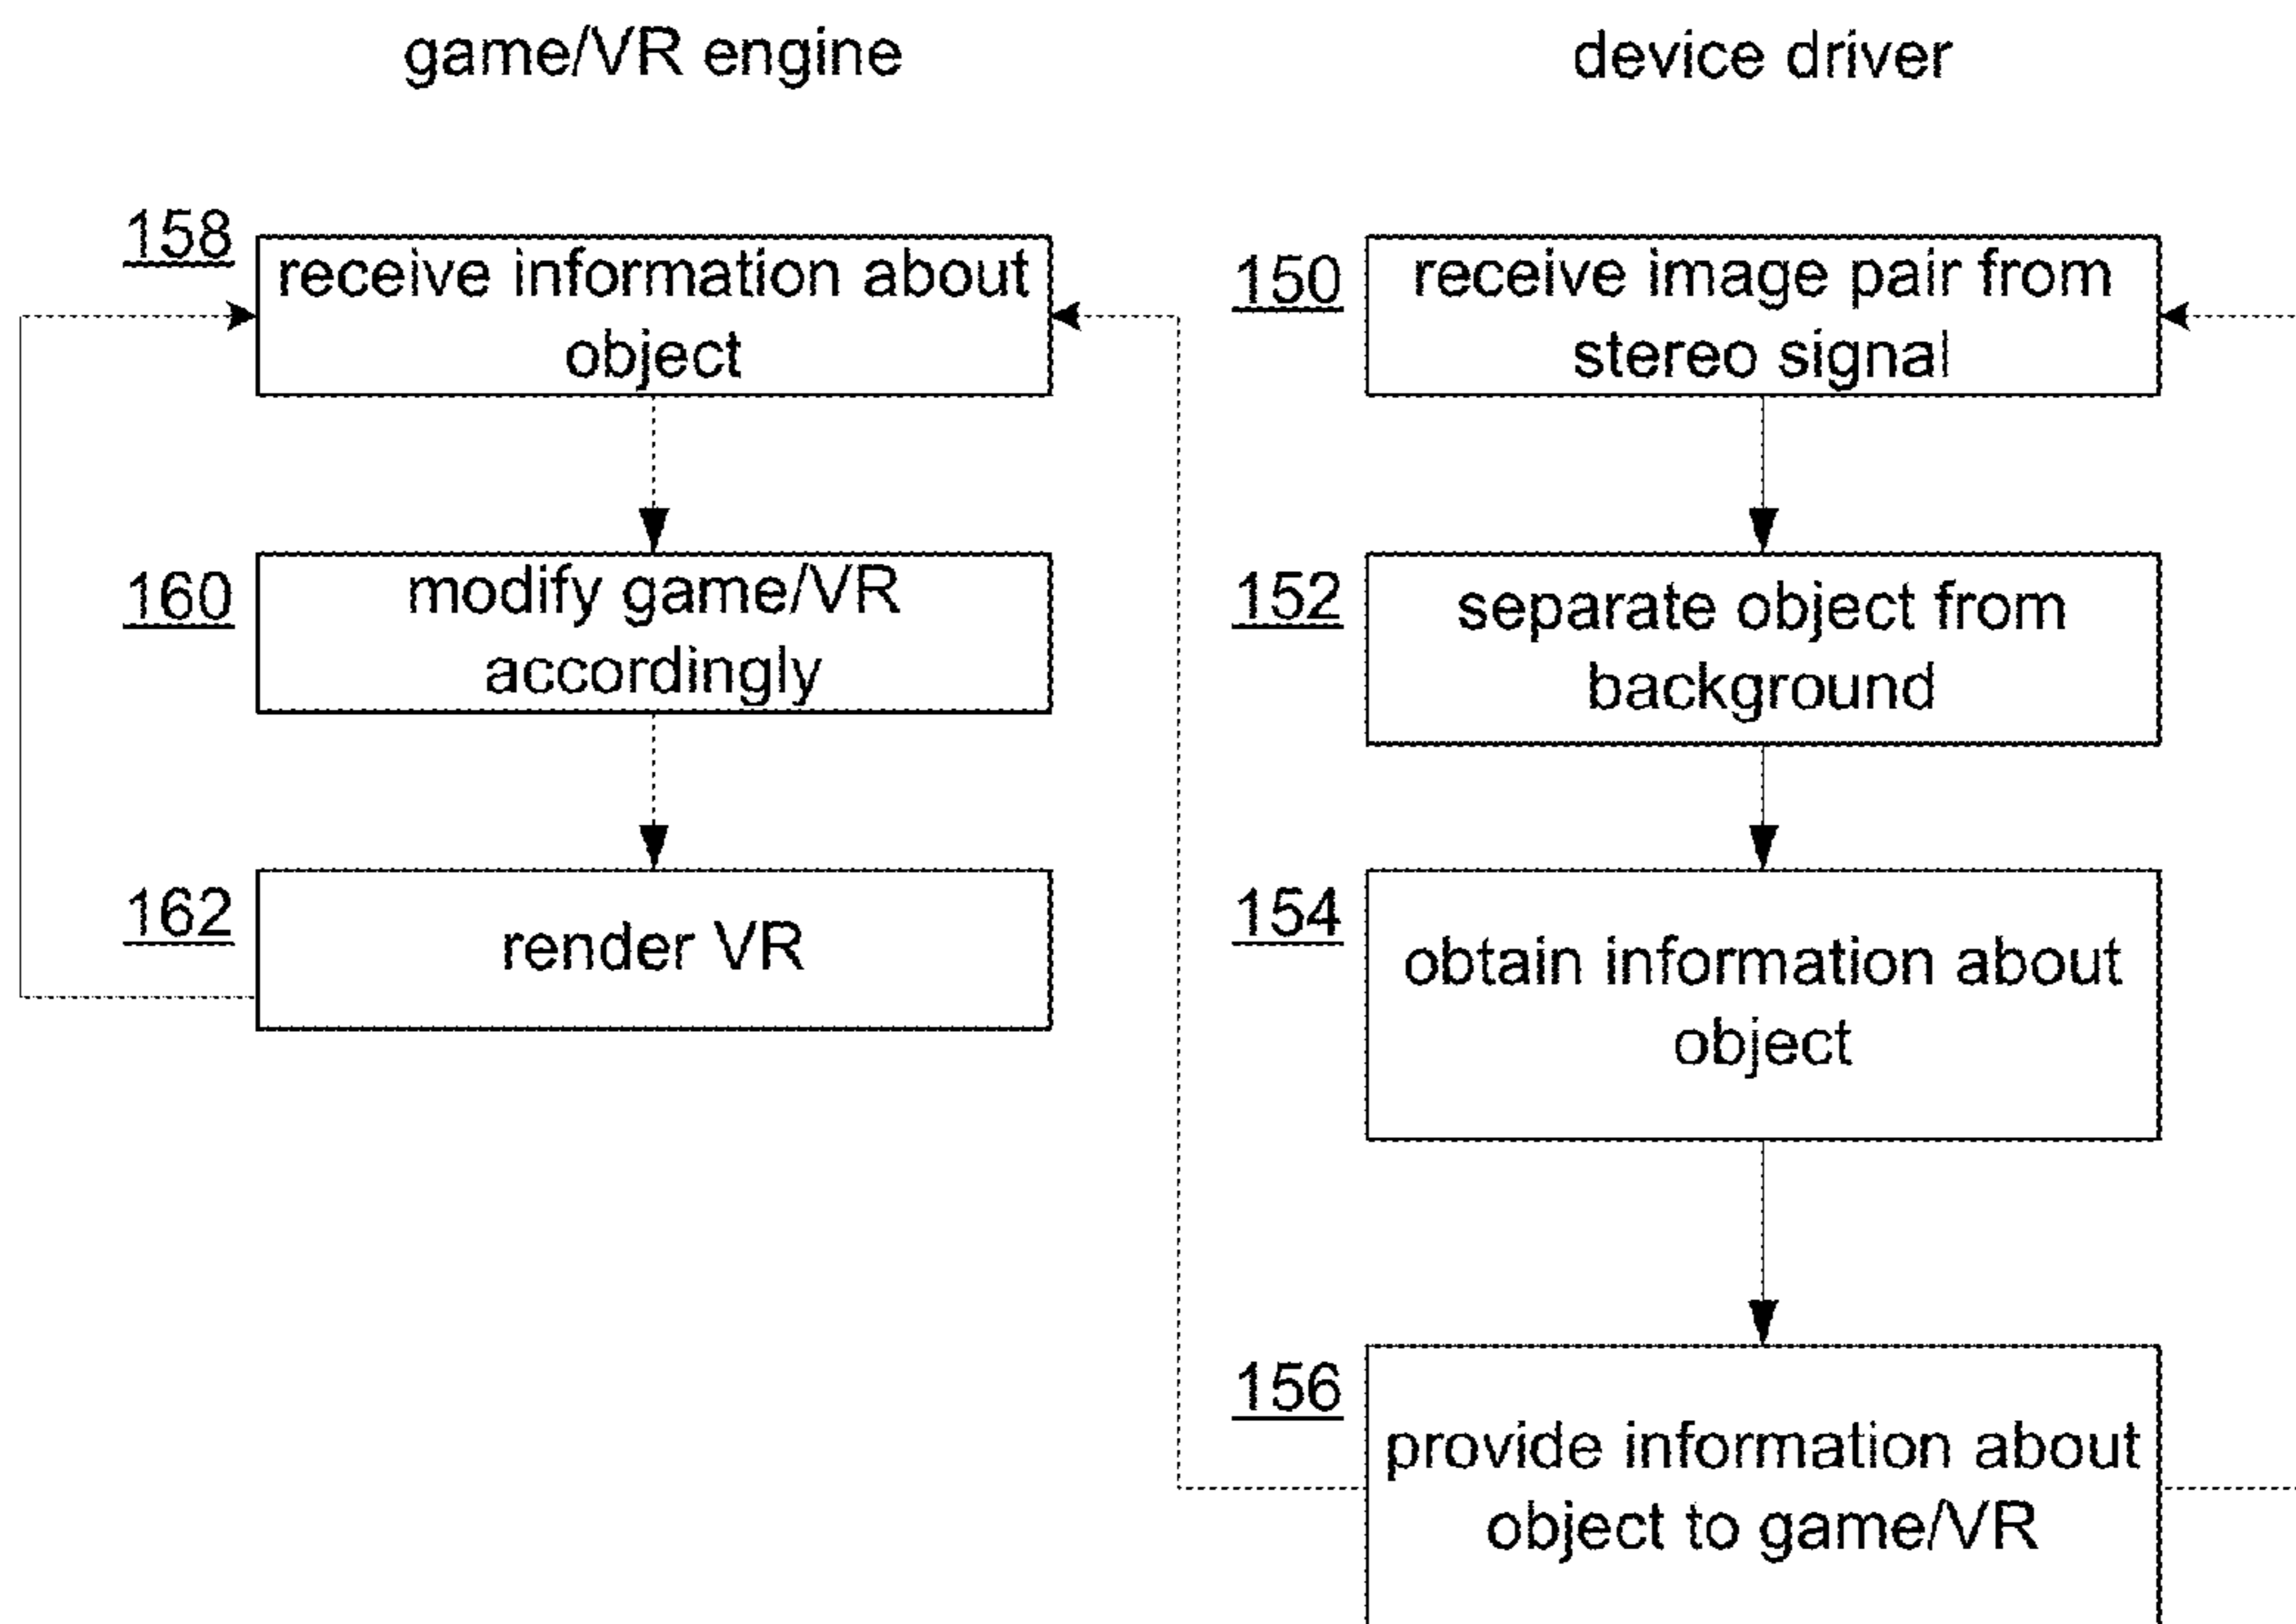 game/VR engine
device driver
158
receive information about
object
160
modify game/VR
accordingly
162
render VR
150
receive image pair from
stereo signal
152
separate object from
background
154
obtain information about
object
156
provide information about
object to game/VR